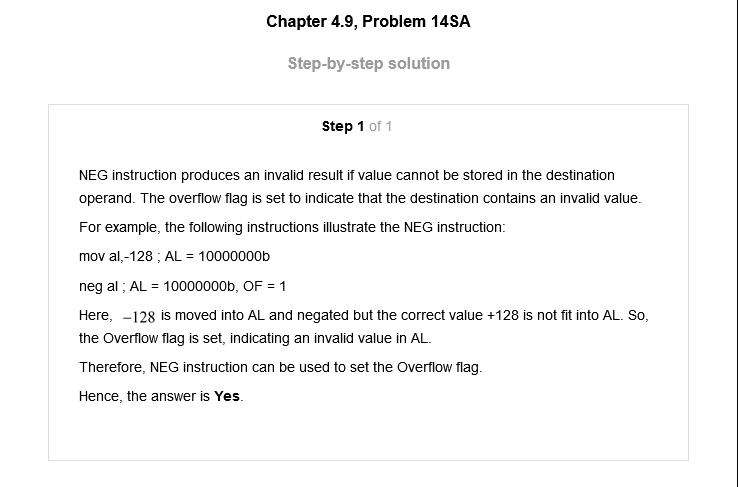 Chapter 4.9, Problem 14SA
Step-by-step solution
Step 1 of 1
NEG instruction produces an invalid result if value cannot be stored in the destination
operand. The overflow flag is set to indicate that the destination contains an invalid value.
For example, the following instructions illustrate the NEG instruction:
mov al,-128 ; AL = 10000000b
neg al ; AL = 10000000b, OF = 1
Here, −128 is moved into AL and negated but the correct value +128 is not fit into AL. So,
the Overflow flag is set, indicating an invalid value in AL.
Therefore, NEG instruction can be used to set the Overflow flag.
Hence, the answer is Yes.